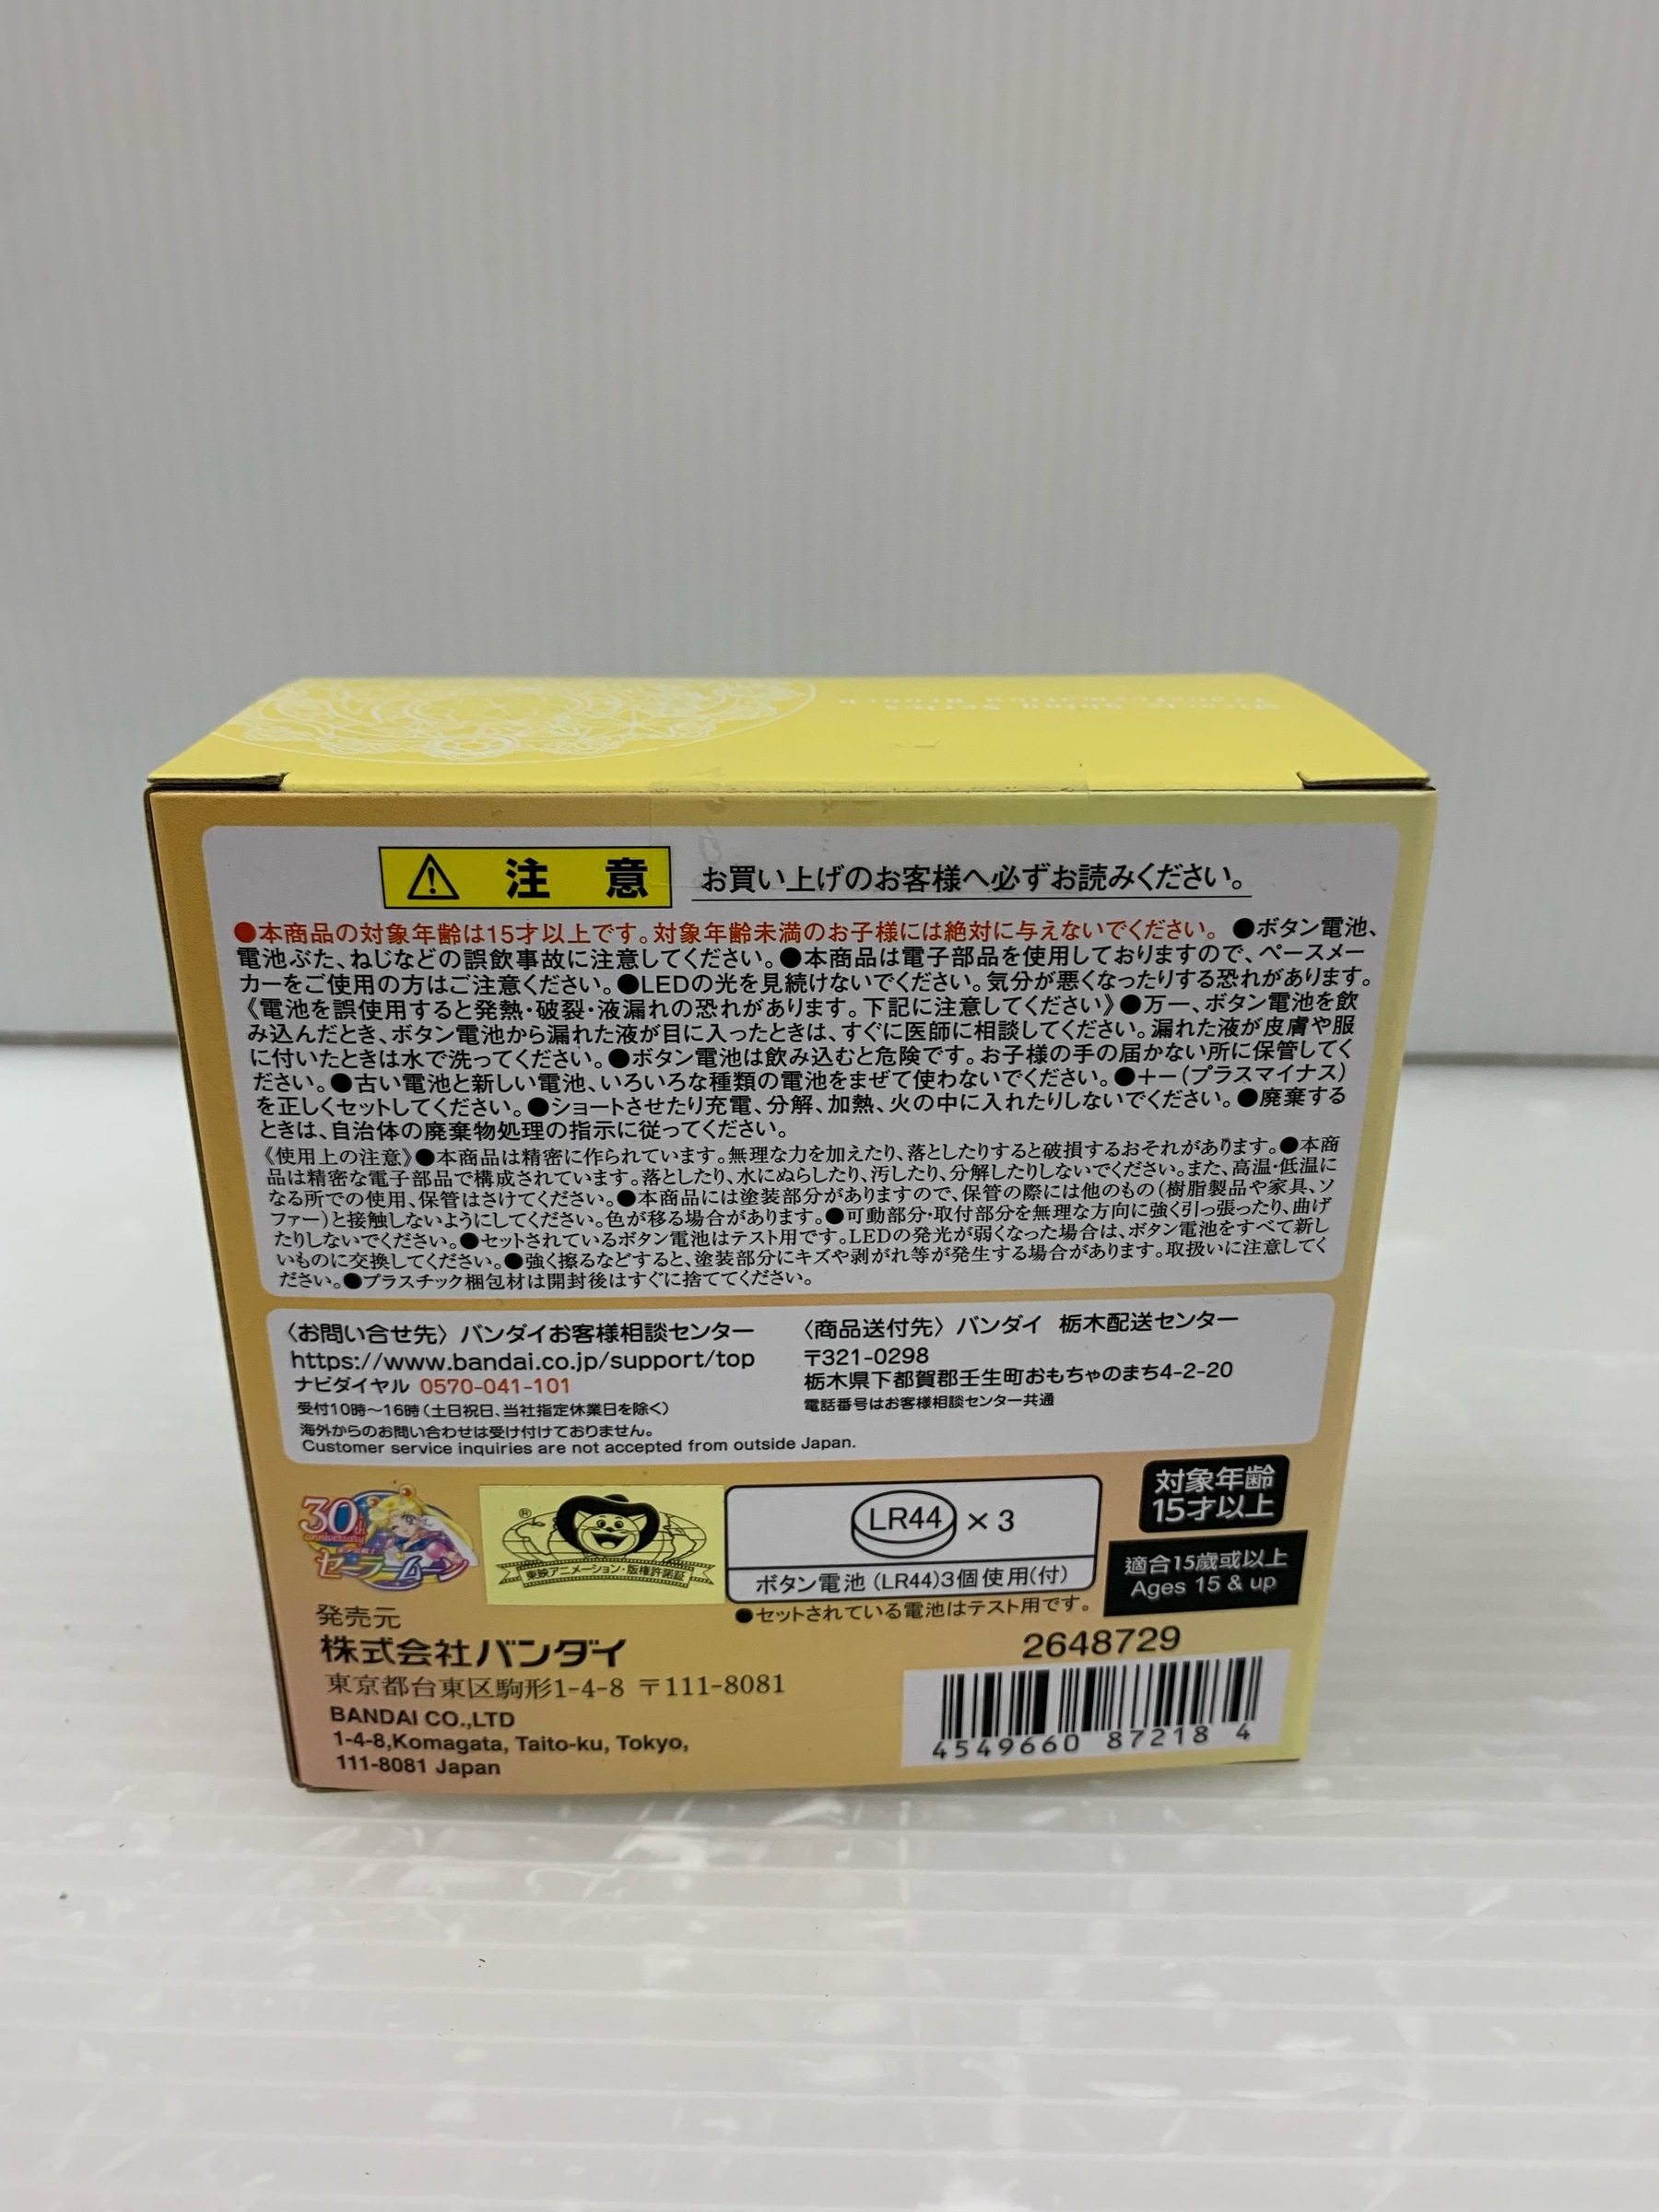 注意 お買い上げのお客様へ必ずお読みください。
●本商品の対象年齢は15才以上です。対象年齢未満のお子様には絶対に与えないでください。●ボタン電池、
電池ぶた、ねじなどの誤飲事故に注意してください。●本商品は電子部品を使用しておりますので、ペースメー
カーをご使用の方はご注意ください。●LEDの光を見続けないでください。気分が悪くなったりする恐れがあります。
《電池を誤使用すると発熱・破裂・液漏れの恐れがあります。下記に注意してください》●万一、ボタン電池を飲
み込んだとき、ボタン電池から漏れた液が目に入ったときは、すぐに医師に相談してください。漏れた液が皮膚や服
に付いたときは水で洗ってください。●ボタン電池は飲み込むと危険です。お子様の手の届かない所に保管してく
ださい。●古い電池と新しい電池、いろいろな種類の電池をまぜて使わないでください。●＋－(プラスマイナス)
を正しくセットしてください。●ショートさせたり充電、分解、加熱、火の中に入れたりしないでください。●廃棄する
ときは、自治体の廃棄物処理の指示に従ってください。
《使用上の注意》●本商品は精密に作られています。無理な力を加えたり、落としたりすると破損するおそれがあります。●本商
品は精密な電子部品で構成されています。落としたり、水にぬらしたり、汚したり、分解したりしないでください。また、高温・低温に
なる所での使用、保管はさけてください。●本商品には塗装部分がありますので、保管の際には他のもの(樹脂製品や家具、ソ
ファー)と接触しないようにしてください。色が移る場合があります。●可動部分・取付部分を無理な方向に強く引っ張ったり、曲げ
たりしないでください。●セットされているボタン電池はテスト用です。LEDの発光が弱くなった場合は、ボタン電池をすべて新し
いものに交換してください。●強く擦るなどすると、塗装部分にキズや剥がれ等が発生する場合があります。取扱いに注意してく
ださい。●プラスチック梱包材は開封後はすぐに捨ててください。
〈お問い合せ先〉バンダイお客様相談センター
https://www.bandai.co.jp/support/top
ナビダイヤル 0570-041-101
受付10時～16時(土日祝日、当社指定休業日を除く)
海外からのお問い合わせは受け付けておりません。
Customer service inquiries are not accepted from outside Japan.
〈商品送付先〉バンダイ 栃木配送センター
〒321-0298
栃木県下都賀郡壬生町おもちゃのまち4-2-20
電話番号はお客様相談センター共通
30th
anniversary
セーラームーン
®
東映アニメーション・版権許諾証
LR44 × 3
ボタン電池(LR44)3個使用(付)
●セットされている電池はテスト用です。
対象年齢
15才以上
適合15歳或以上
Ages 15 & up
発売元
株式会社バンダイ
東京都台東区駒形1-4-8 〒111-8081
BANDAI CO.,LTD
1-4-8,Komagata, Taito-ku, Tokyo,
111-8081 Japan
2648729
4549660 87218 4